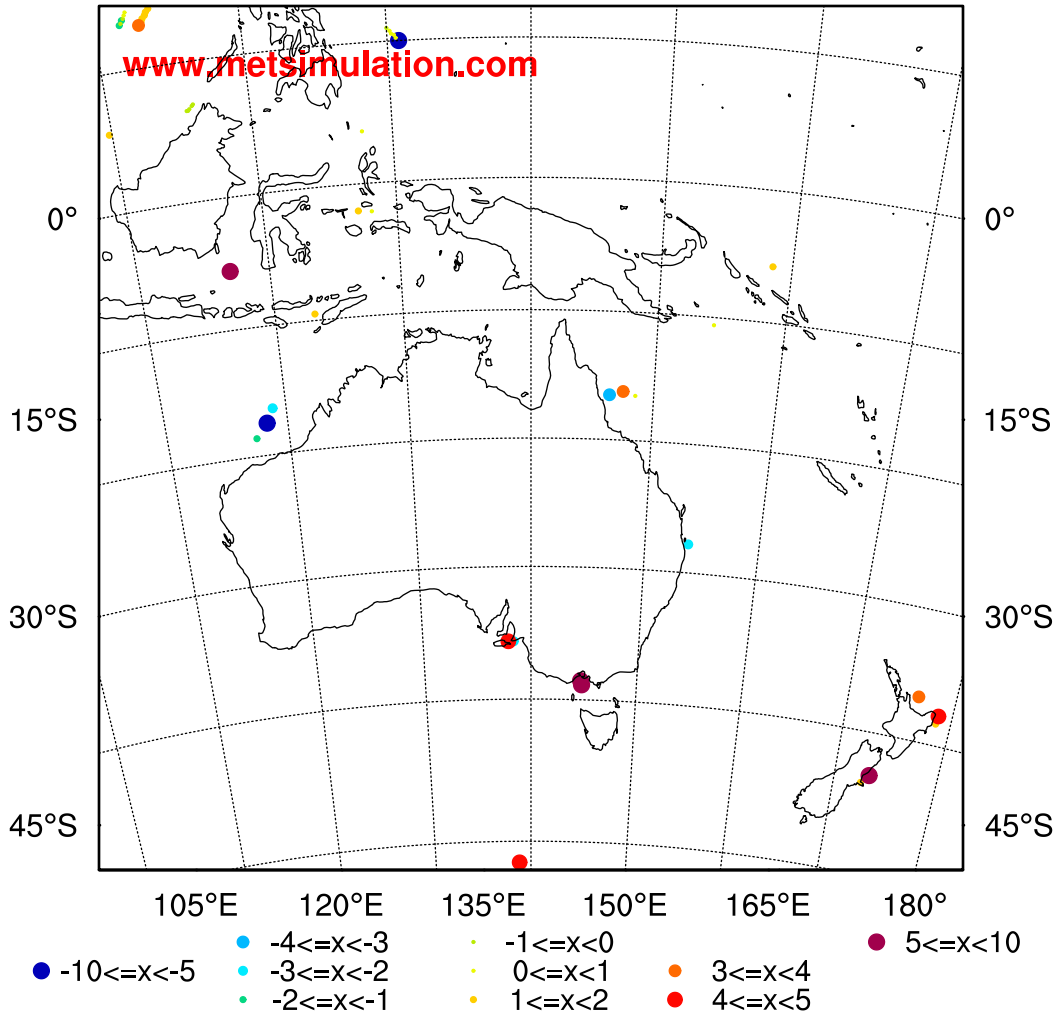 www.metsimulation.com
0° 0°
15°S 15°S
30°S 30°S
45°S 45°S
105°E 120°E 135°E 150°E 165°E 180°
-4<=x<-3 -1<=x<0 5<=x<10
-10<=x<-5 -3<=x<-2 0<=x<1 3<=x<4
-2<=x<-1 1<=x<2 4<=x<5